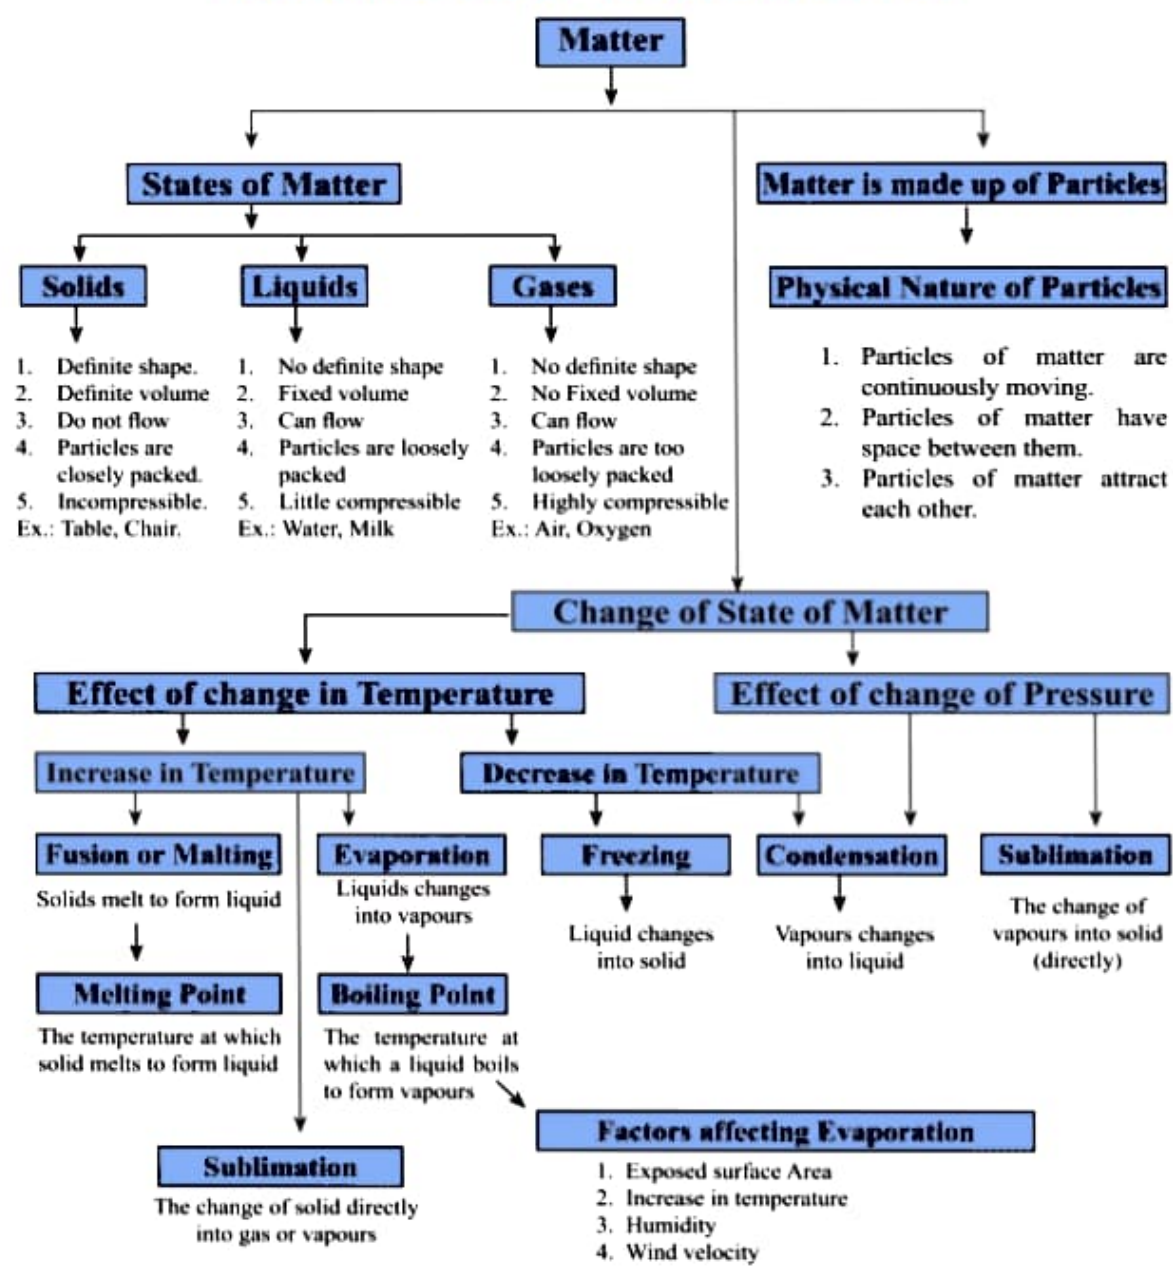 Matter
States of Matter
Matter is made up of Particles
Solids
Liquids
Gases
Physical Nature of Particles
1. Definite shape.
2. Definite volume
3. Do not flow
4. Particles are
closely packed.
5. Incompressible.
Ex.: Table, Chair.
1. No definite shape
2. Fixed volume
3. Can flow
4. Particles are loosely
packed
5. Little compressible
Ex.: Water, Milk
1. No definite shape
2. No Fixed volume
3. Can flow
4. Particles are too
loosely packed
5. Highly compressible
Ex.: Air, Oxygen
1. Particles of matter are
continuously moving.
2. Particles of matter have
space between them.
3. Particles of matter attract
each other.
Change of State of Matter
Effect of change in Temperature
Effect of change of Pressure
Increase in Temperature
Decrease in Temperature
Fusion or Malting
Solids melt to form liquid
Evaporation
Liquids changes
into vapours
Freezing
Liquid changes
into solid
Condensation
Vapours changes
into liquid
Sublimation
The change of
vapours into solid
(directly)
Melting Point
The temperature at which
solid melts to form liquid
Boiling Point
The temperature at
which a liquid boils
to form vapours
Sublimation
The change of solid directly
into gas or vapours
Factors affecting Evaporation
1. Exposed surface Area
2. Increase in temperature
3. Humidity
4. Wind velocity